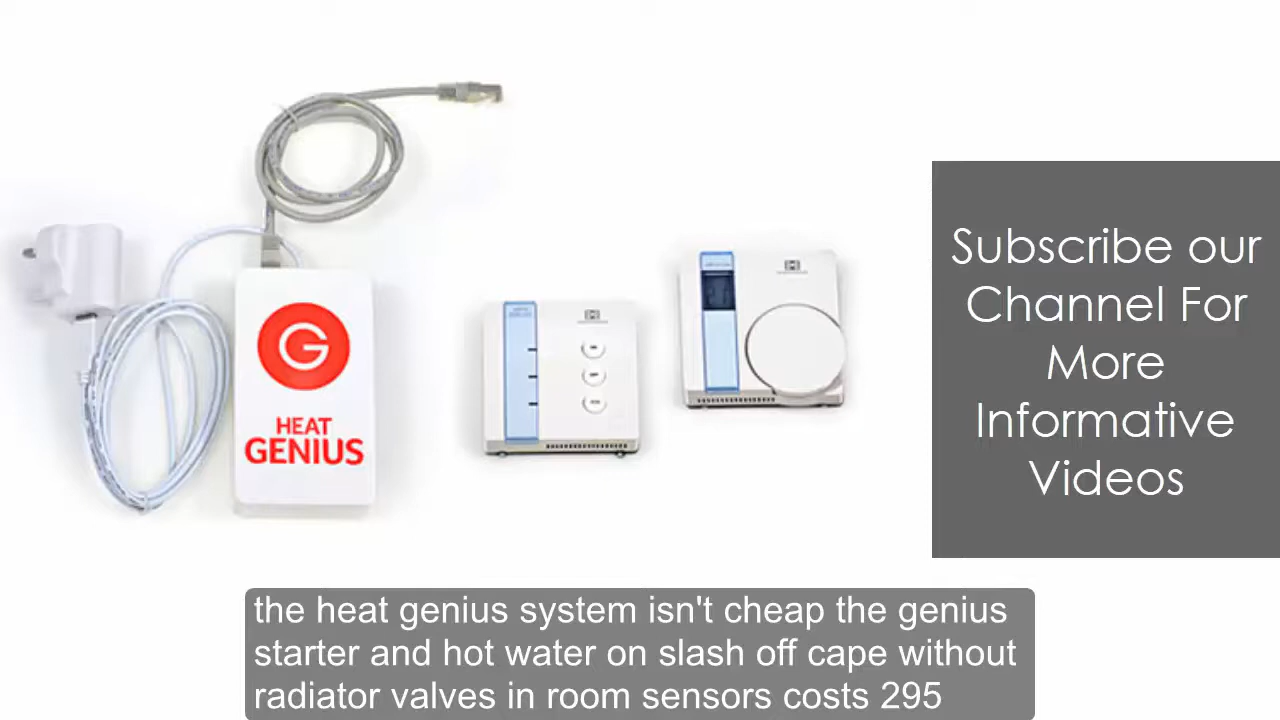 G
HEAT
GENIUS
Subscribe our
Channel For
More
Informative
Videos
the heat genius system isn't cheap the genius
starter and hot water on slash off cape without
radiator valves in room sensors costs 295